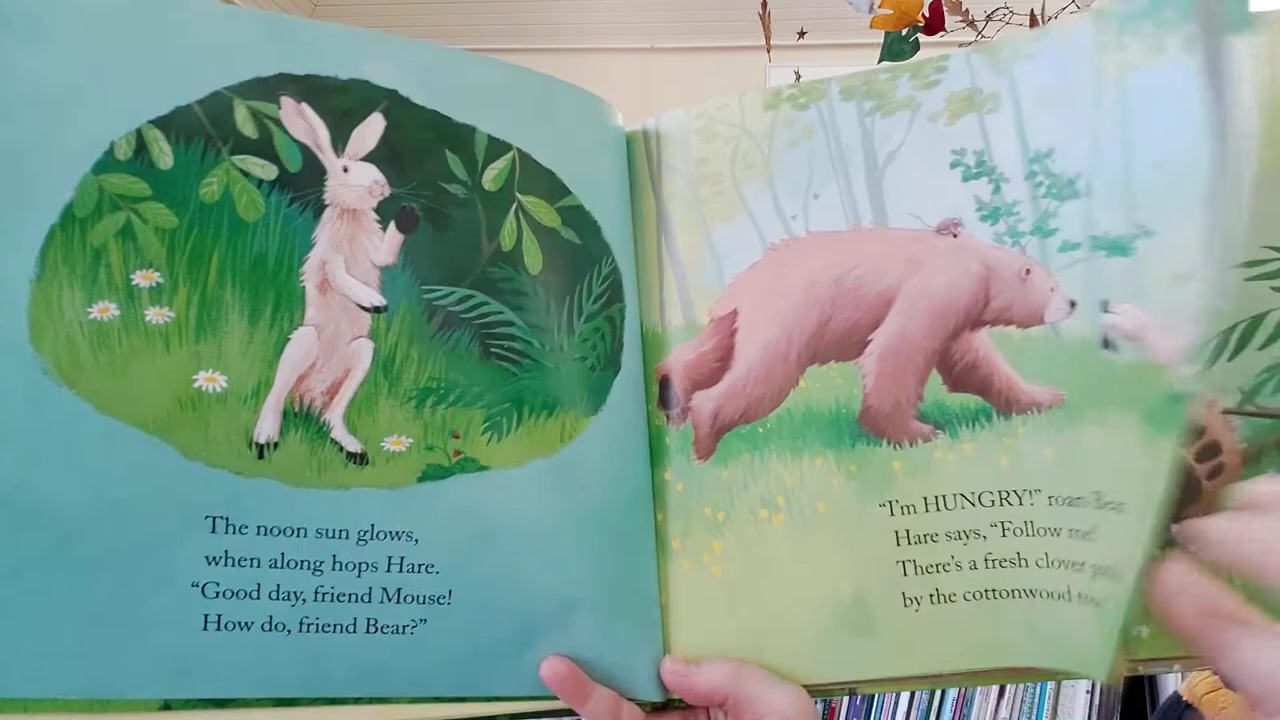 The noon sun glows,
when along hops Hare.
“Good day, friend Mouse!
How do, friend Bear?”
“I’m HUNGRY!” roars Bear.
Hare says, “Follow me!
There’s a fresh clover
by the cottonwood